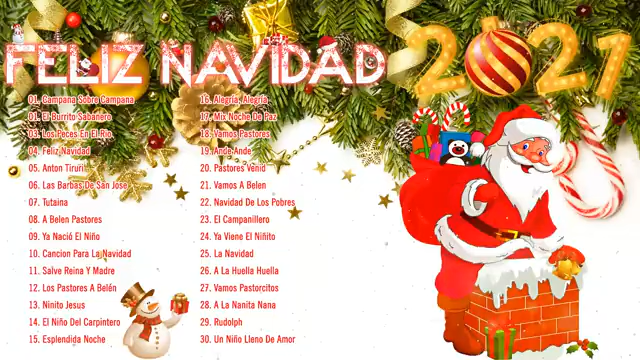 FELIZ NAVIDAD 2021
01. Campana Sobre Campana
01. El Burrito Sabanero
03. Los Peces En El Rio
04. Feliz Navidad
05. Anton Tiruri
06. Las Barbas De San Jose
07. Tutaina
08. A Belen Pastores
09. Ya Nació El Niño
10. Cancion Para La Navidad
11. Salve Reina Y Madre
12. Los Pastores A Belén
13. Ninito Jesus
14. El Niño Del Carpintero
15. Esplendida Noche
16. Alegría, Alegría
17. Mix Noche De Paz
18. Vamos Pastores
19. Ande Ande
20. Pastores Venid
21. Vamos A Belen
22. Navidad De Los Pobres
23. El Campanillero
24. Ya Viene El Niñito
25. La Navidad
26. A La Huella Huella
27. Vamos Pastorcitos
28. A La Nanita Nana
29. Rudolph
30. Un Niño Lleno De Amor